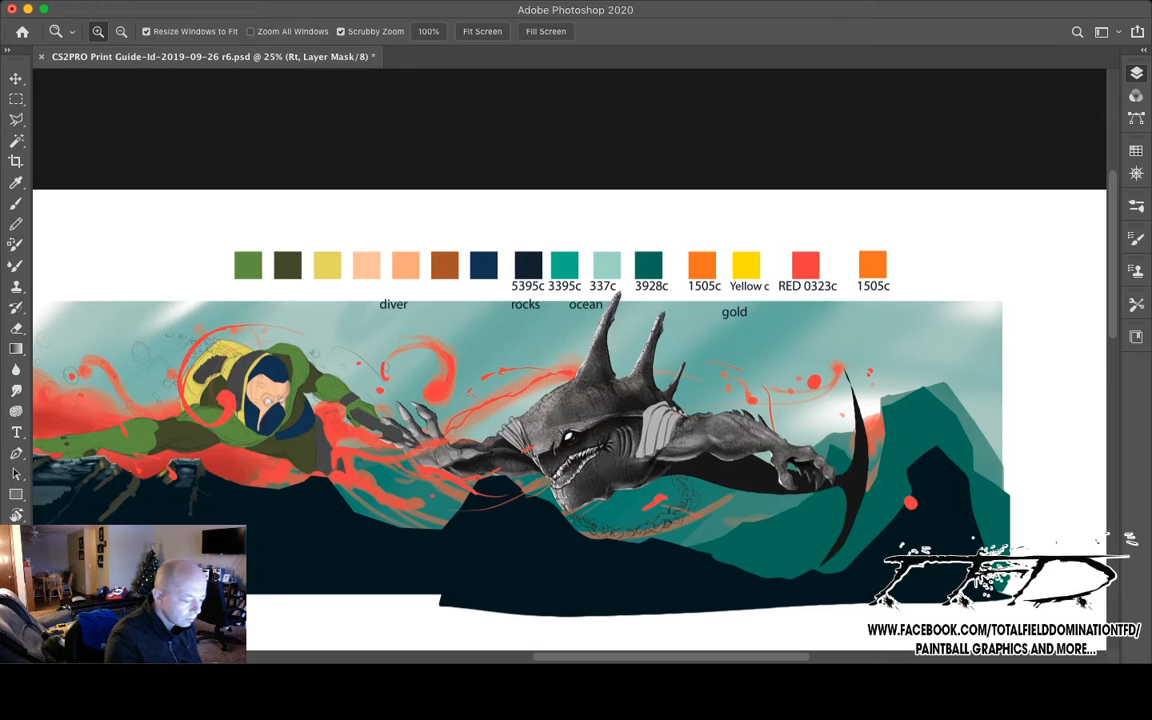 Adobe Photoshop 2020
Resize Windows to Fit Zoom All Windows Scrubby Zoom 100% Fit Screen Fill Screen
CS2PRO Print Guide-Id-2019-09-26 r6.psd @ 25% (Rt, Layer Mask/8) *
5395c 3395c 337c 3928c 1505c Yellow c RED 0323c 1505c
diver rocks ocean gold
TFD
WWW.FACEBOOK.COM/TOTALFIELDDOMINATIONTFD/
PAINTBALL GRAPHICS AND MORE...